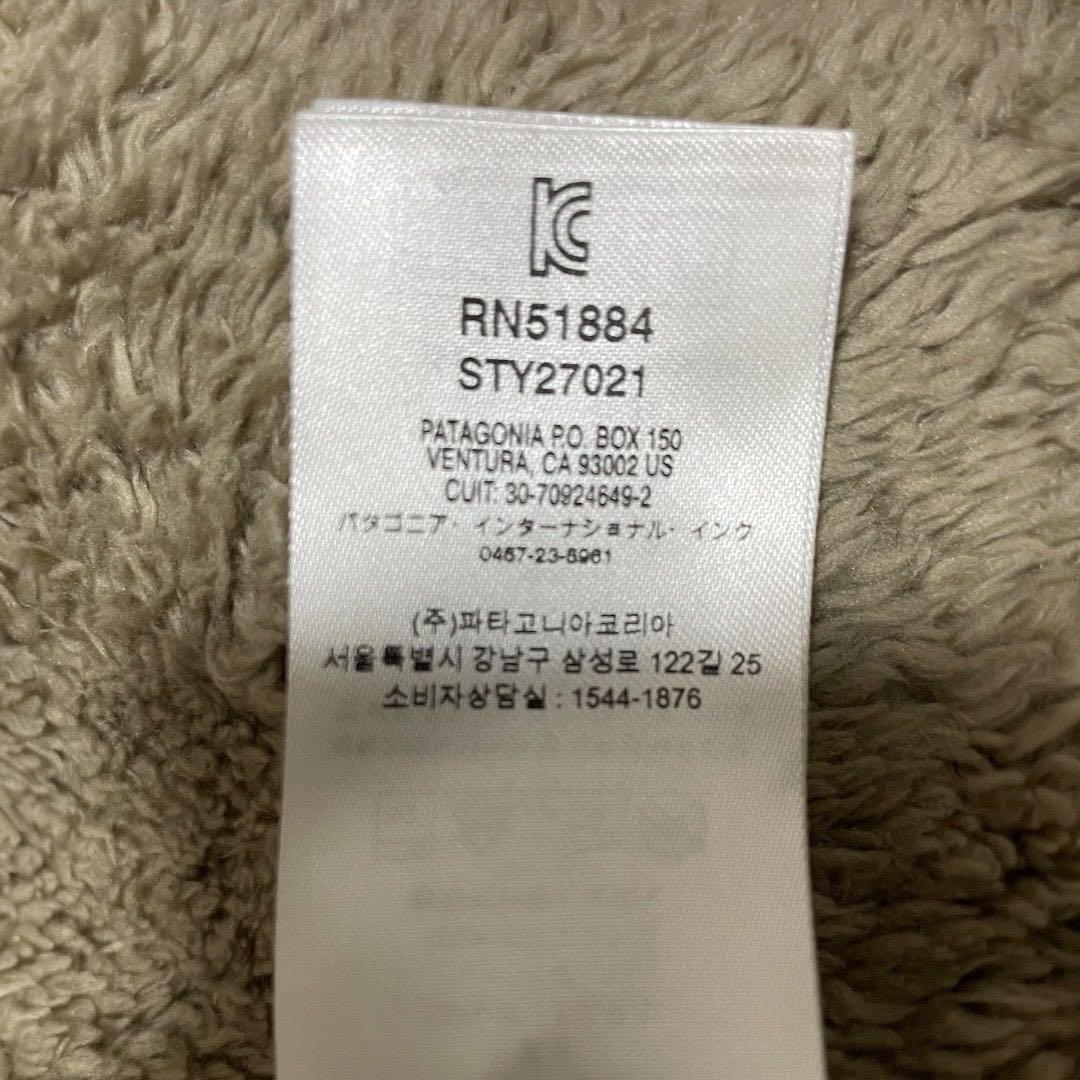 KC
RN51884
STY27021
PATAGONIA P.O. BOX 150
VENTURA, CA 93002 US
CUIT: 30-70924649-2
パタゴニア・インターナショナル・インク
0467-23-8961
(주)파타고니아코리아
서울특별시 강남구 삼성로 122길 25
소비자상담실 : 1544-1876